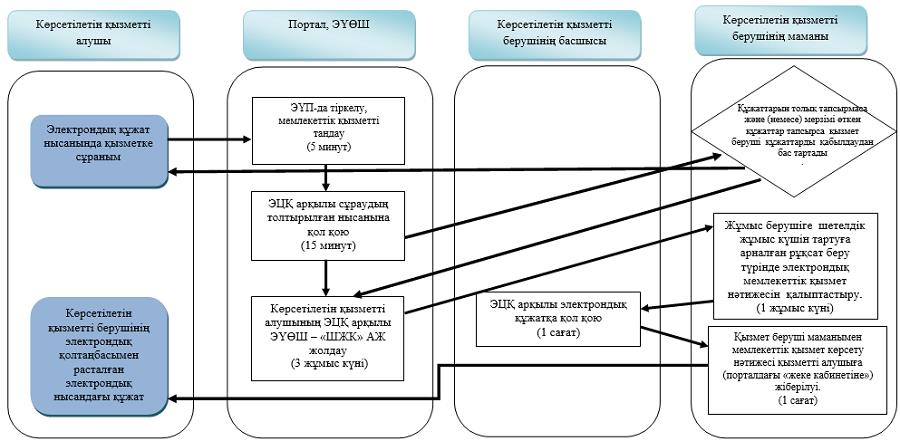 Көрсетілетін қызметті
алушы
Портал, ЭҮӨШ
Көрсетілетін қызметті
берушінің басшысы
Көрсетілетін қызметті
берушінің маманы
Электрондық құжат
нысанында қызметке
сұраным
ЭҮП-да тіркелу,
мемлекеттік қызметті
таңдау
(5 минут)
Құжаттарын толық тапсырмаса
және (немесе) мерзімі өткен
құжаттар тапсырса қызмет
беруші құжаттарды қабылдаудан
бас тартады
.
ЭЦҚ арқылы сұраудың
толтырылған нысанына
қол қою
(15 минут)
Жұмыс берушіге шетелдік
жұмыс күшін тартуға
арналған рұқсат беру
түрінде электрондық
мемлекеттік қызмет
нәтижесін қалыптастыру.
(1 жұмыс күні)
Көрсетілетін
қызметті берушінің
электрондық
қолтаңбасымен
расталған
электрондық
нысандағы құжат
Көрсетілетін қызметті
алушының ЭЦҚ арқылы
ЭҮӨШ – «ШЖК» АЖ
жолдау
(3 жұмыс күні)
ЭЦҚ арқылы электрондық
құжатқа қол қою
(1 сағат)
Қызмет беруші маманымен
мемлекеттік қызмет көрсету
нәтижесі қызметті алушыға
(порталдағы «жеке кабинетіне»)
жіберілуі.
(1 сағат)